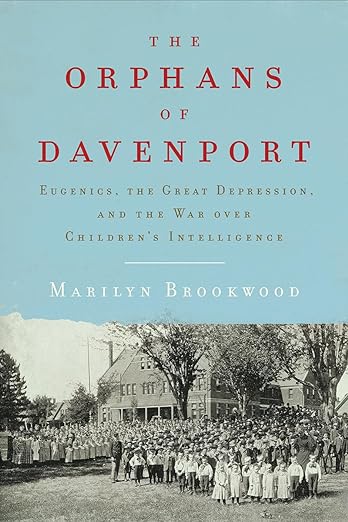 THE
ORPHANS
OF
DAVENPORT
EUGENICS, THE GREAT DEPRESSION,
AND THE WAR OVER
CHILDREN'S INTELLIGENCE
MARILYN BROOKWOOD